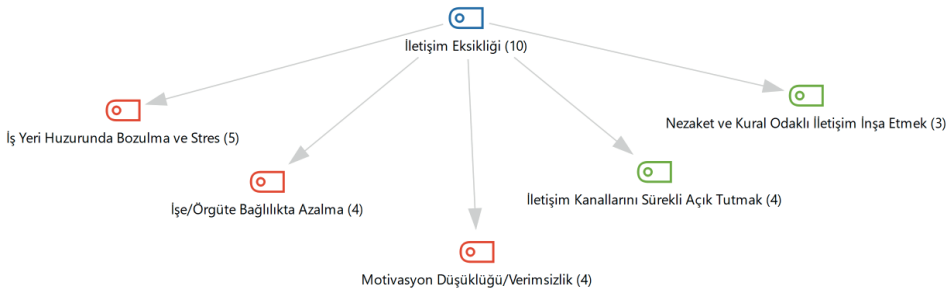 İletişim Eksikliği (10)
İş Yeri Huzurunda Bozulma ve Stres (5)
Nezaket ve Kural Odaklı İletişim İnşa Etmek (3)
İşe/Örgüte Bağlılıkta Azalma (4)
İletişim Kanallarını Sürekli Açık Tutmak (4)
Motivasyon Düşüklüğü/Verimsizlik (4)